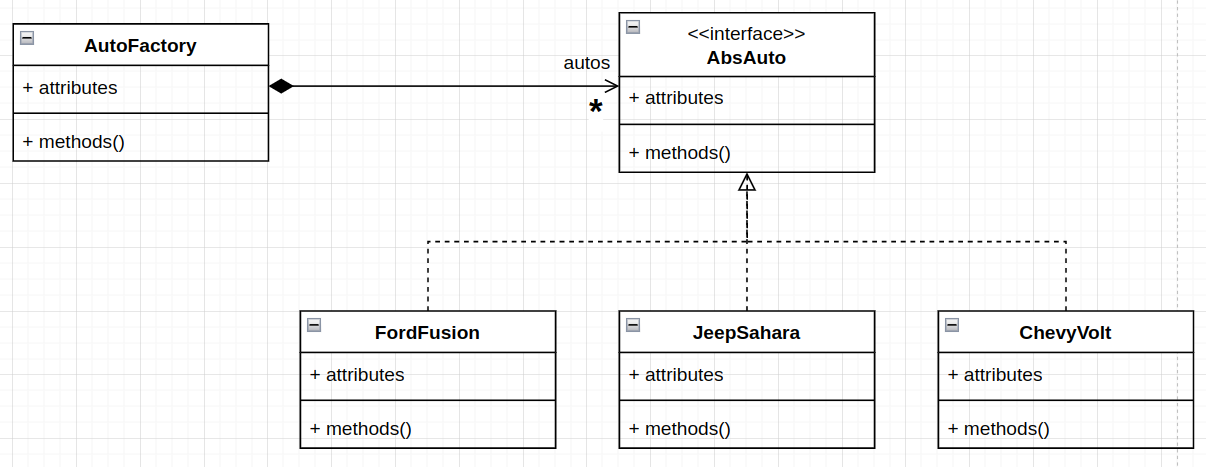 AutoFactory
+ attributes
+ methods()
autos
*
<<interface>>
AbsAuto
+ attributes
+ methods()
FordFusion
+ attributes
+ methods()
JeepSahara
+ attributes
+ methods()
ChevyVolt
+ attributes
+ methods()